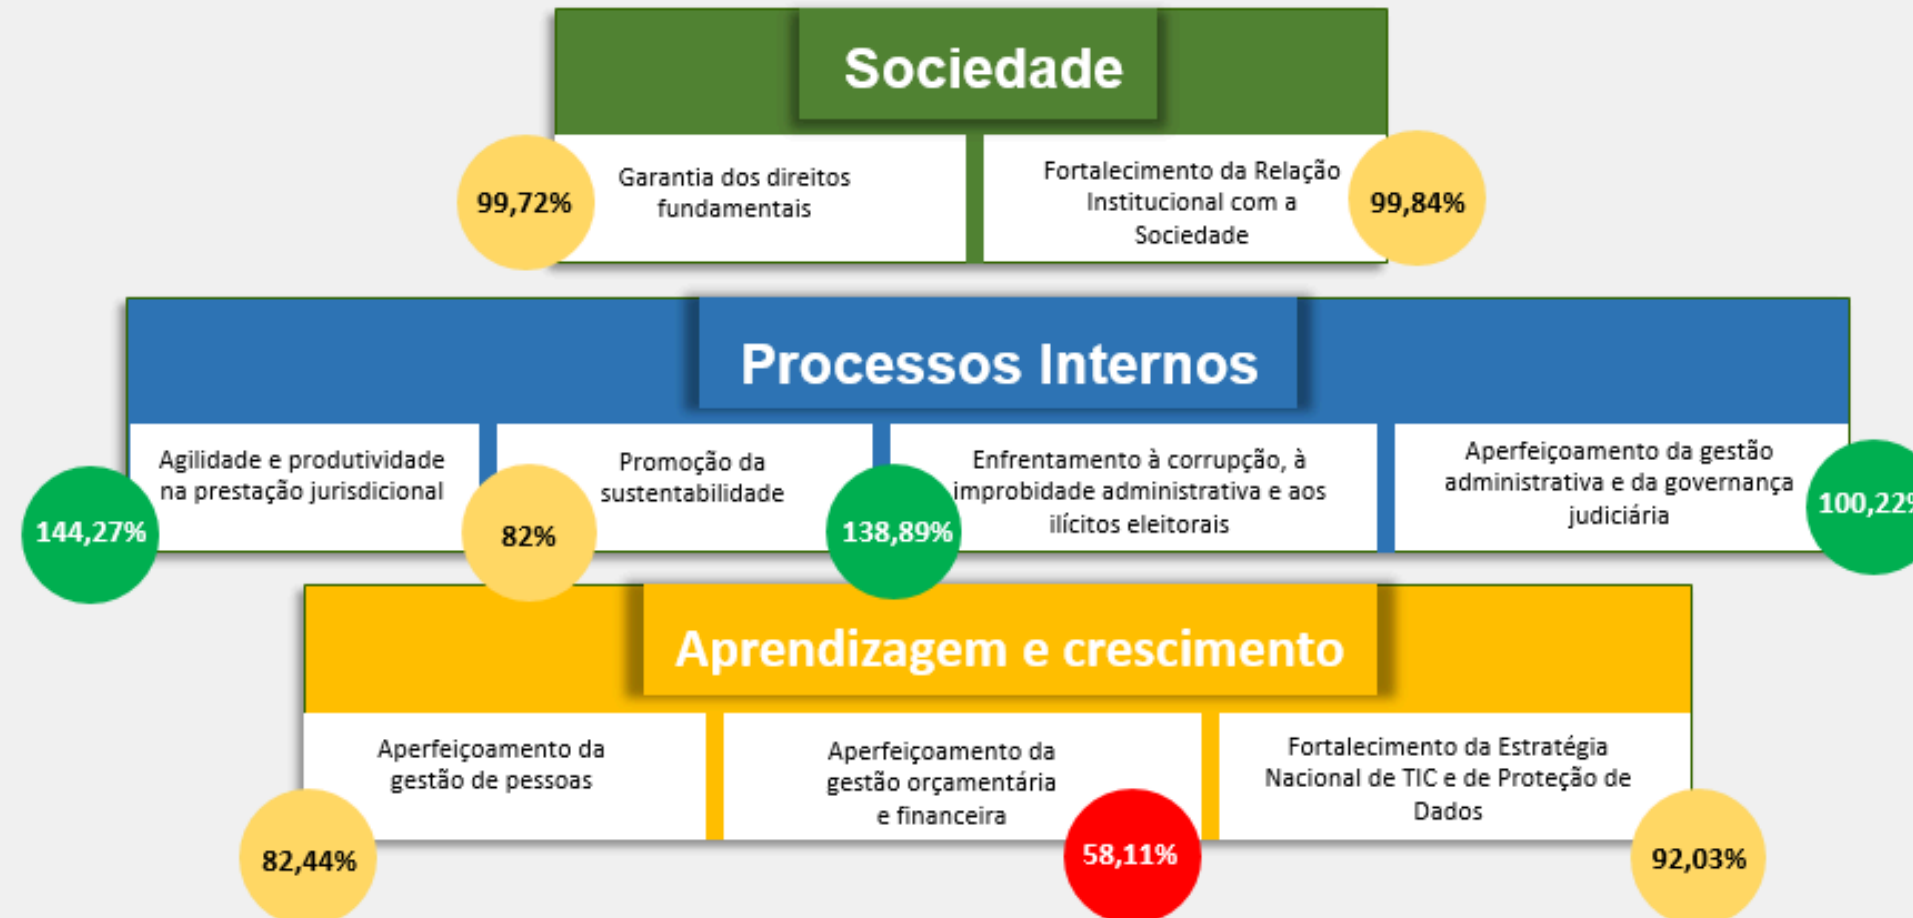 Sociedade
99,72%
Garantia dos direitos
fundamentais
Fortalecimento da Relação
Institucional com a
Sociedade
99,84%
Processos Internos
144,27%
Agilidade e produtividade
na prestação jurisdicional
82%
Promoção da
sustentabilidade
138,89%
Enfrentamento à corrupção, à
improbidade administrativa e aos
ilícitos eleitorais
Aperfeiçoamento da gestão
administrativa e da governança
judiciária
100,22%
Aprendizagem e crescimento
Aperfeiçoamento da
gestão de pessoas
82,44%
Aperfeiçoamento da
gestão orçamentária
e financeira
58,11%
Fortalecimento da Estratégia
Nacional de TIC e de Proteção de
Dados
92,03%